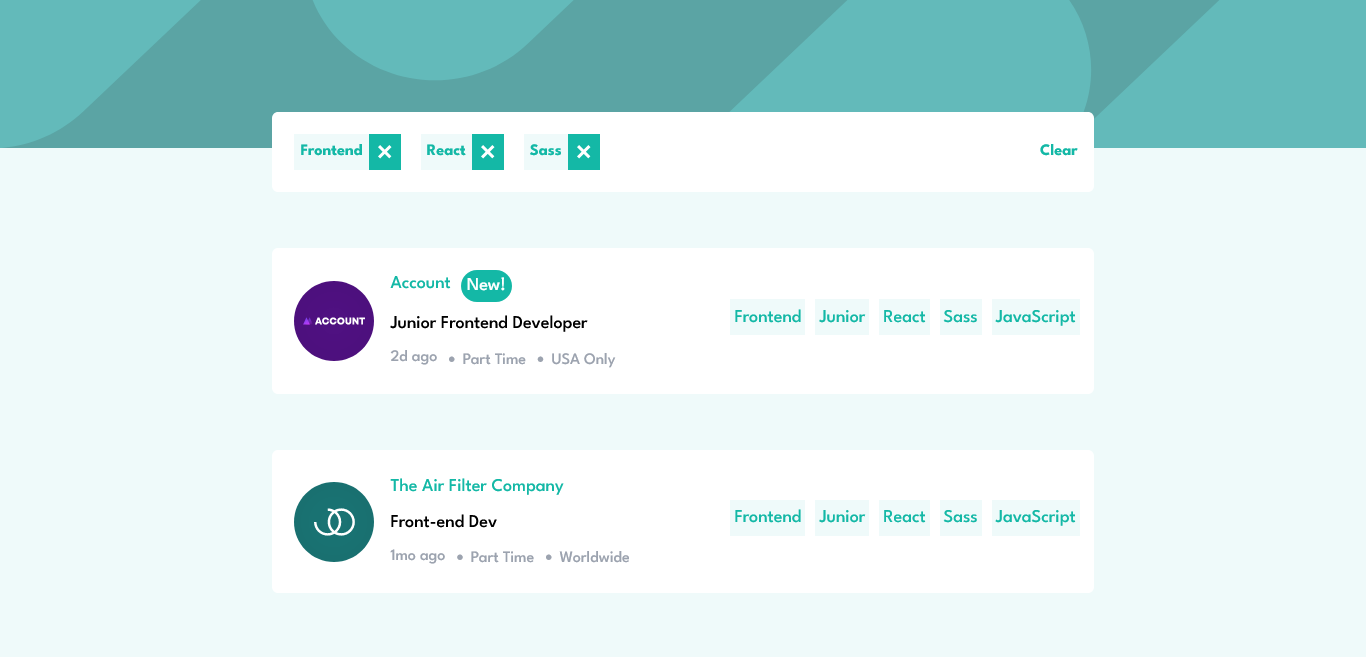 Frontend React Sass Clear
Account New!
ACCOUNT
Junior Frontend Developer
2d ago • Part Time • USA Only
Frontend Junior React Sass JavaScript
The Air Filter Company
Front-end Dev
1mo ago • Part Time • Worldwide
Frontend Junior React Sass JavaScript